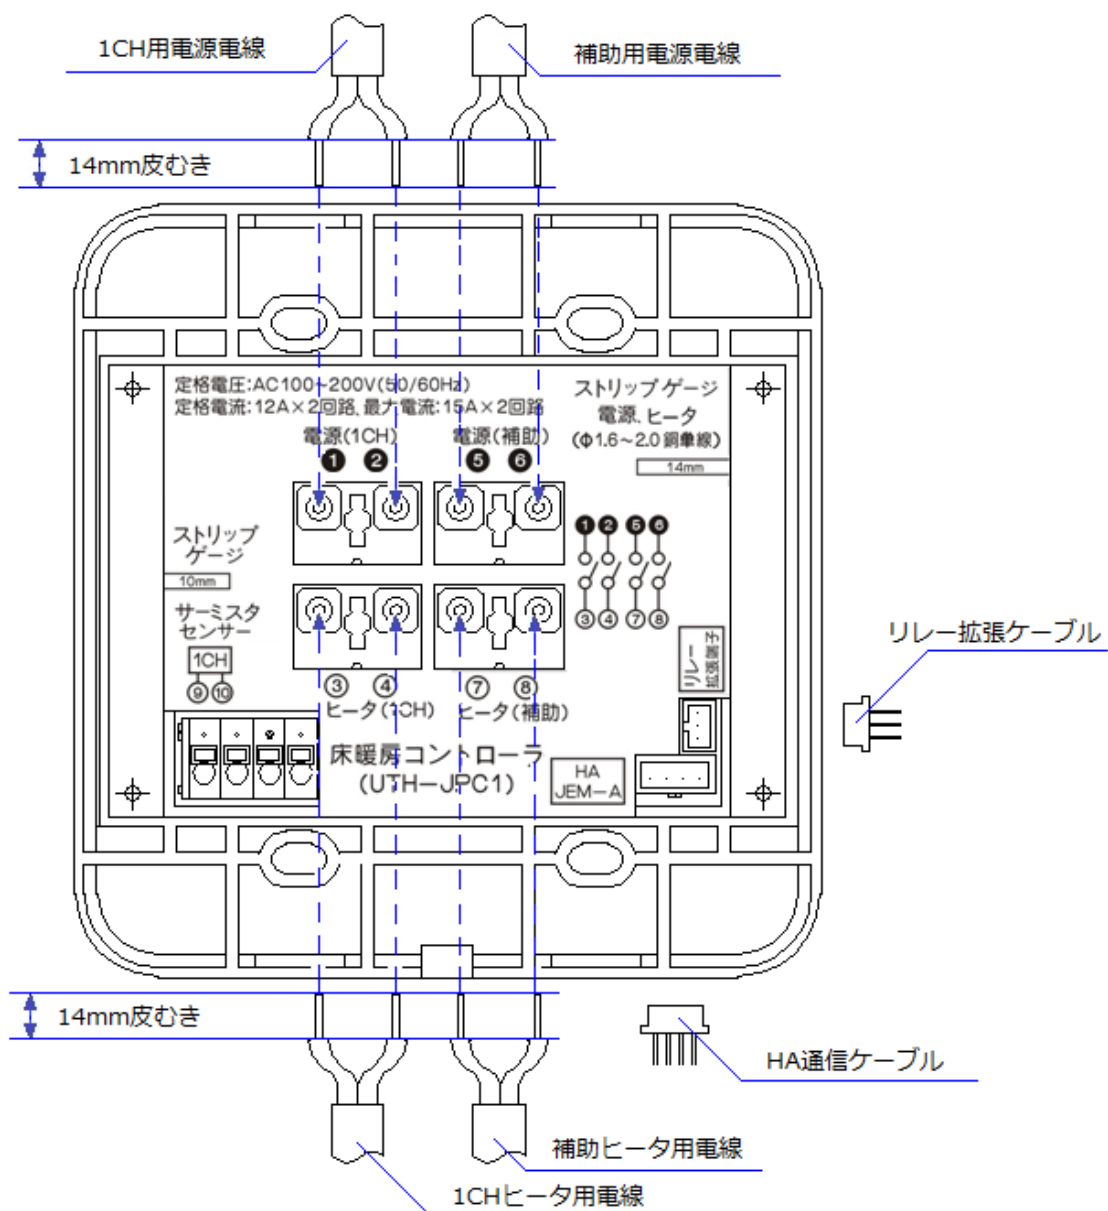 1CH用電源電線
補助用電源電線
14mm皮むき
定格電圧:AC100~200V(50/60Hz)
定格電流:12A×2回路、最大電流:15A×2回路
電源(1CH)
電源(補助)
❶ ❷
❺ ❻
ストリップゲージ
電源、ヒータ
(Φ1.6~2.0銅単線)
14mm
ストリップ
ゲージ
10mm
サーミスタ
センサー
1CH
⑨ ⑩
❶ ❷ ❺ ❻
③ ④ ⑦ ⑧
③ ④
⑦ ⑧
ヒータ(1CH)
ヒータ(補助)
リレー
拡張端子
リレー拡張ケーブル
床暖房コントローラ
(UTH-JPC1)
HA
JEM-A
14mm皮むき
HA通信ケーブル
補助ヒータ用電線
1CHヒータ用電線